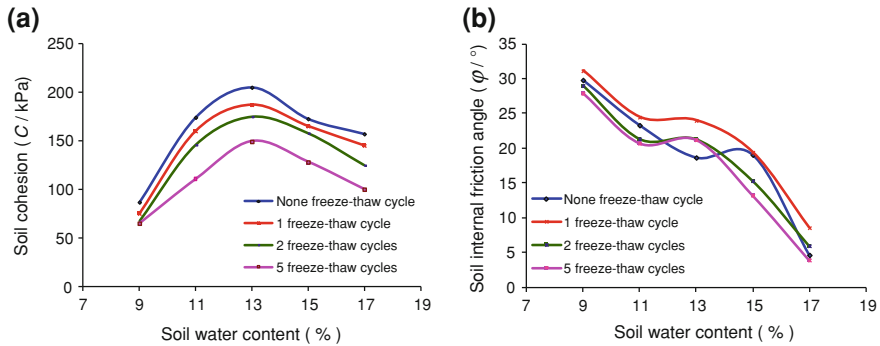 (a)
Soil cohesion ( C / kPa)
250
200
150
100
50
0
7
9
11
13
15
17
19
Soil water content ( % )
None freeze-thaw cycle
1 freeze-thaw cycle
2 freeze-thaw cycles
5 freeze-thaw cycles
(b)
Soil internal friction angle ( φ / ° )
35
30
25
20
15
10
5
0
7
9
11
13
15
17
19
Soil water content ( % )
None freeze-thaw cycle
1 freeze-thaw cycle
2 freeze-thaw cycles
5 freeze-thaw cycles